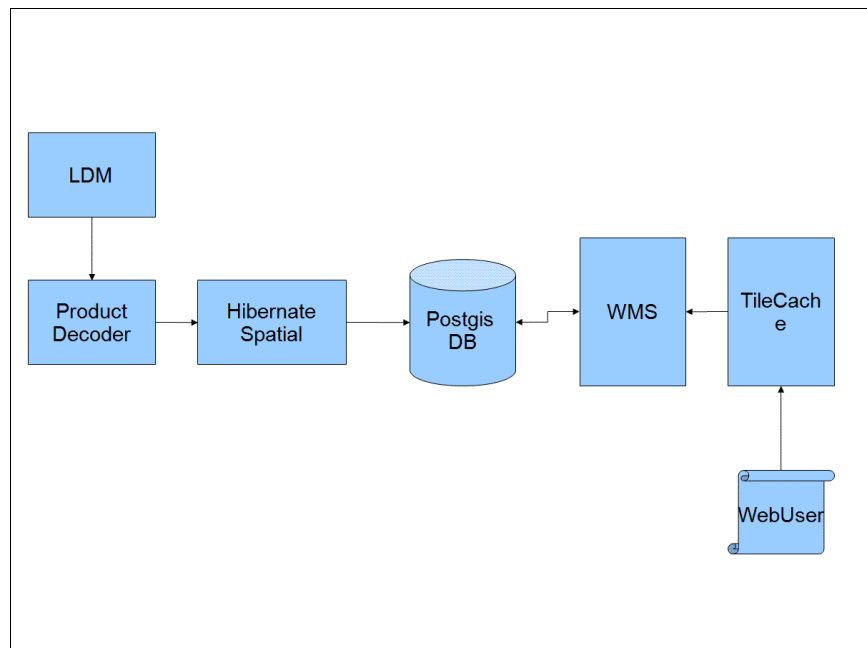 LDM
Product
Decoder
Hibernate
Spatial
Postgis
DB
WMS
TileCach
e
WebUser